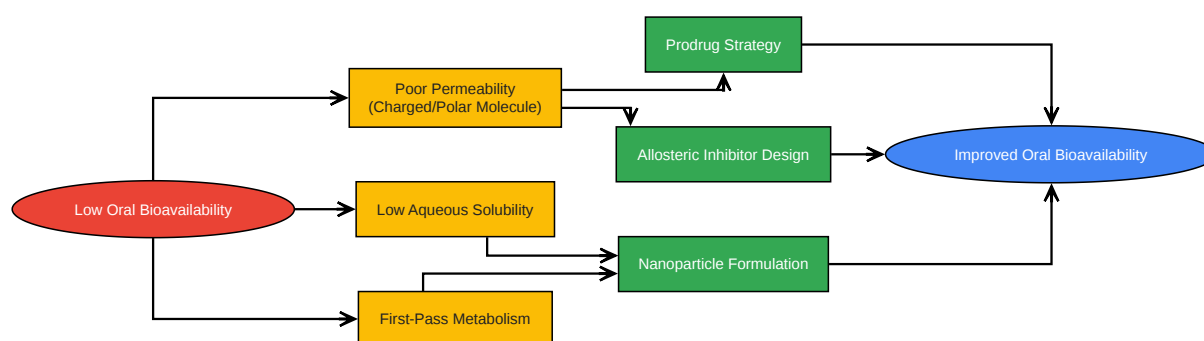 Prodrug Strategy
Poor Permeability
(Charged/Polar Molecule)
Allosteric Inhibitor Design
Improved Oral Bioavailability
Low Oral Bioavailability
Low Aqueous Solubility
Nanoparticle Formulation
First-Pass Metabolism